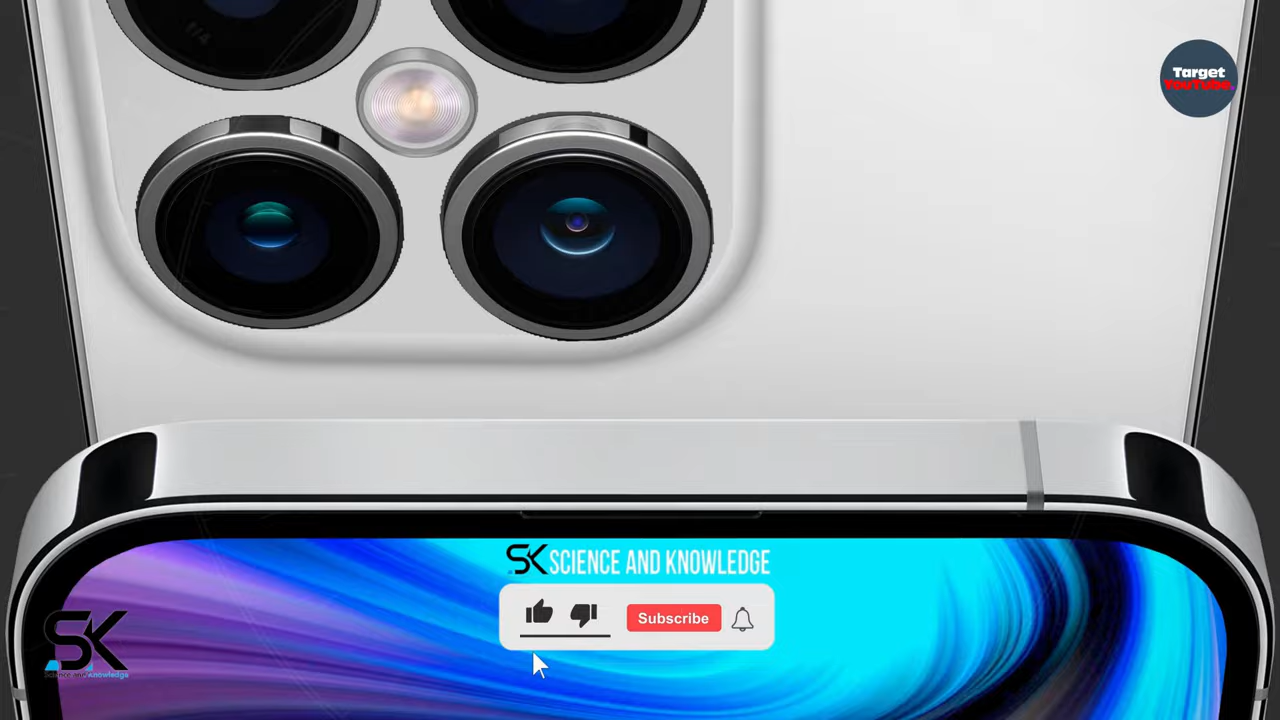 Target
YouTube
SK SCIENCE AND KNOWLEDGE
Subscribe
SK
Science and Knowledge